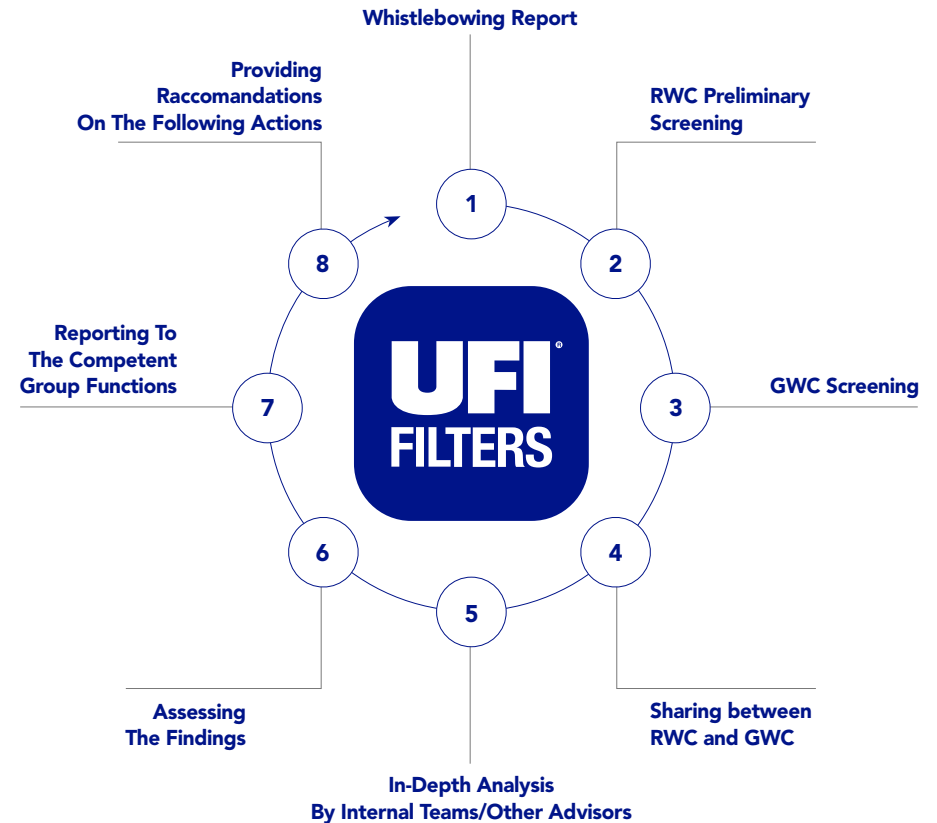 Whistlebowing Report
1
RWC Preliminary
Screening
2
GWC Screening
3
Sharing between
RWC and GWC
4
In-Depth Analysis
By Internal Teams/Other Advisors
5
Assessing
The Findings
6
Reporting To
The Competent
Group Functions
7
Providing
Raccomandations
On The Following Actions
8
UFI®
FILTERS